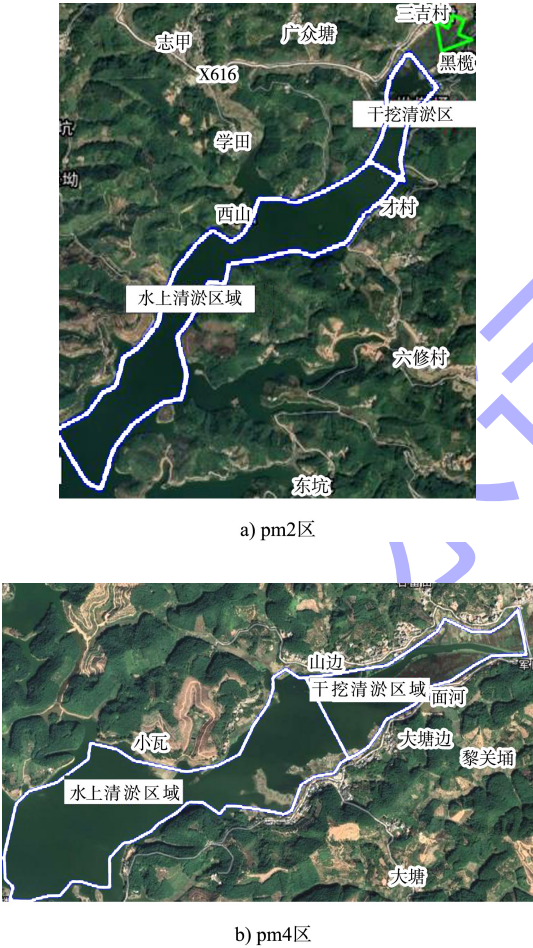 三吉村
志甲
广众塘
黑榄
X616
干挖清淤区
坑
学田
坳
西山
才村
水上清淤区域
六修村
东坑
a) pm2区
山边
干挖清淤区域
面河
小瓦
大塘边
黎关埇
水上清淤区域
大塘
b) pm4区